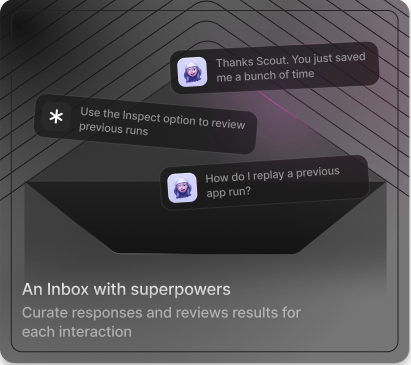 Thanks Scout. You just saved
me a bunch of time
Use the Inspect option to review
previous runs
How do I replay a previous
app run?
An Inbox with superpowers
Curate responses and reviews results for
each interaction